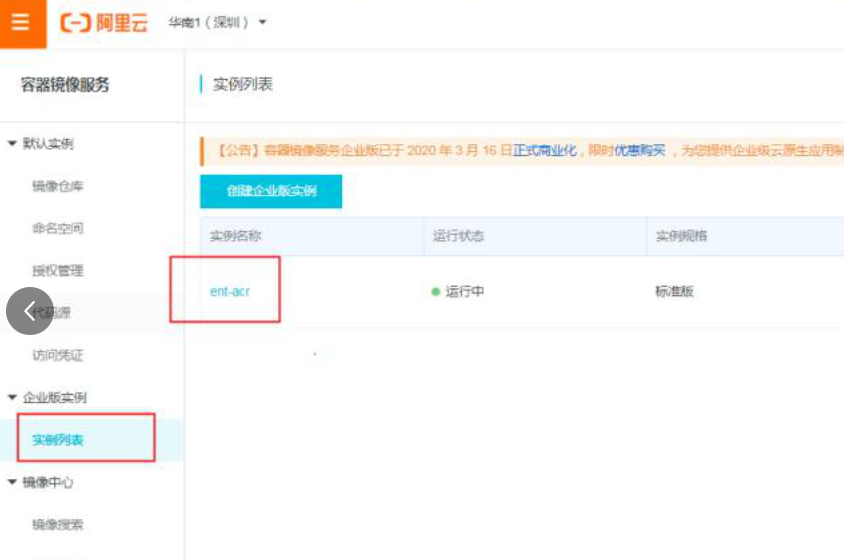 阿里云 华南1（深圳）
容器镜像服务
实例列表
默认实例
镜像仓库
命名空间
授权管理
代码源
访问凭证
企业版实例
实例列表
镜像中心
镜像搜索
【公告】容器镜像服务企业版已于 2020 年 3 月 16 日正式商业化，限时优惠购买 ，为您提供企业级云原生应用制
创建企业版实例
实例名称 运行状态 实例规格
ent-acr 运行中 标准版